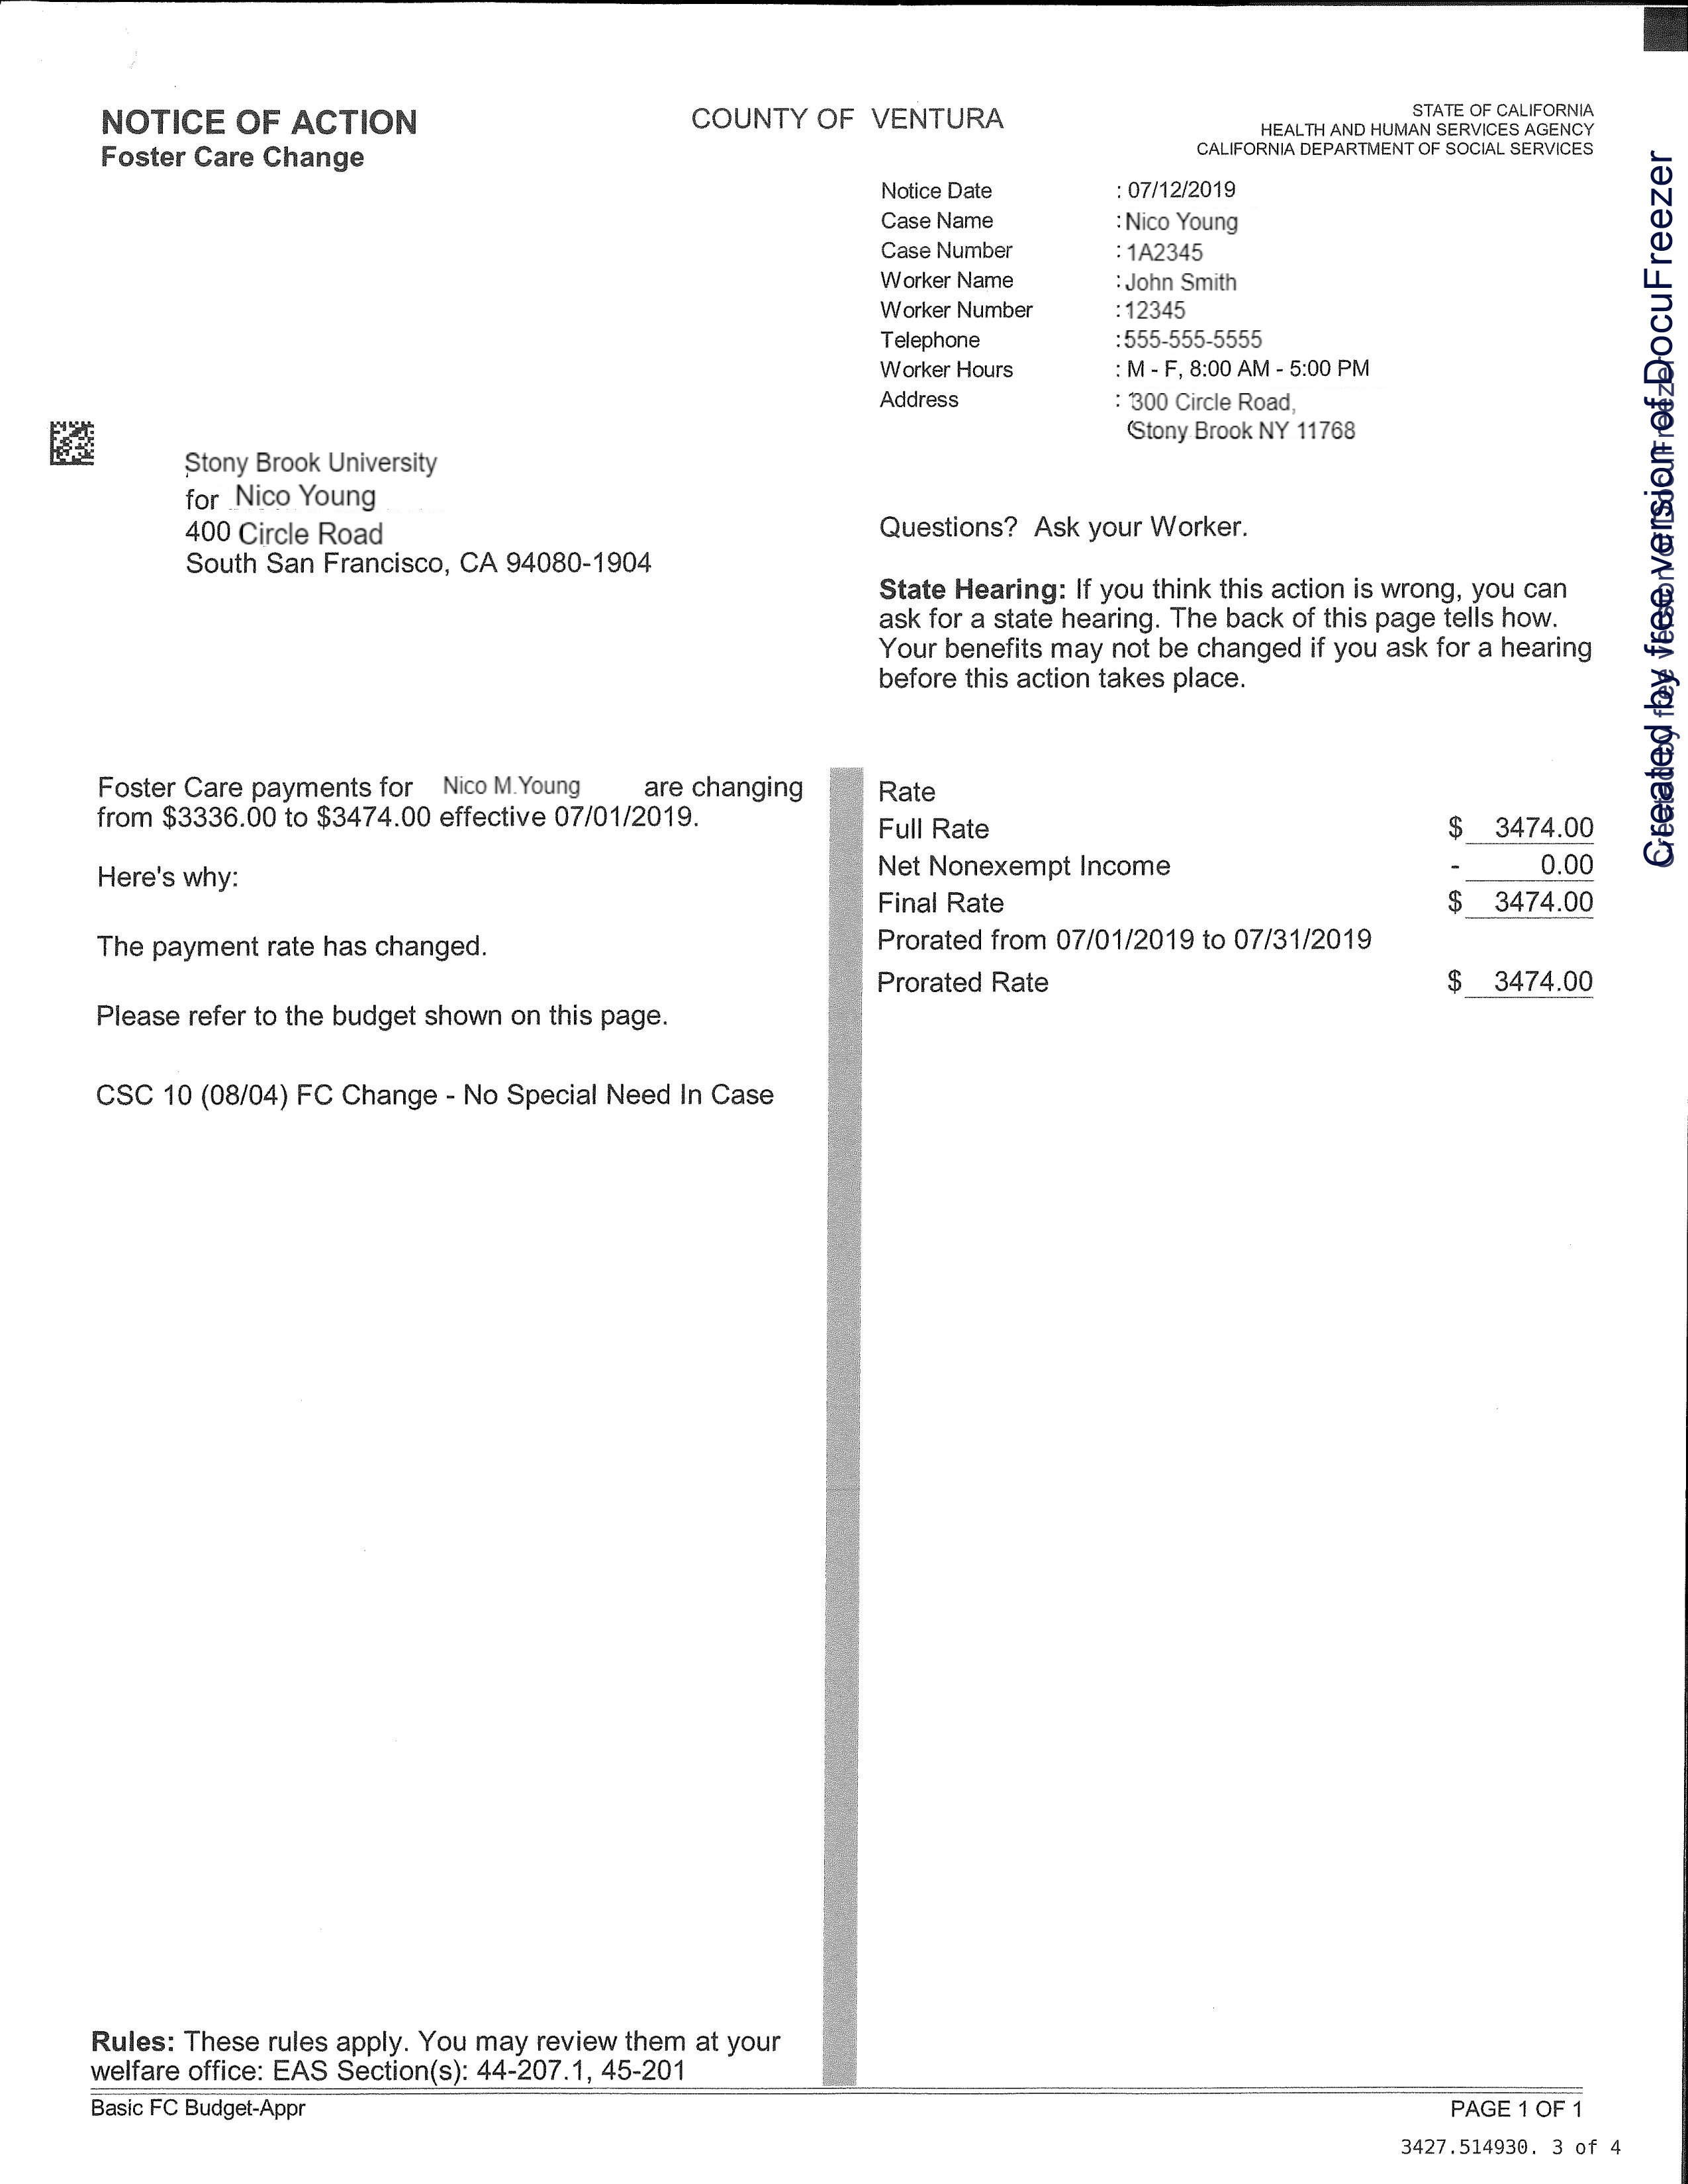 NOTICE OF ACTION
Foster Care Change
COUNTY OF VENTURA
STATE OF CALIFORNIA
HEALTH AND HUMAN SERVICES AGENCY
CALIFORNIA DEPARTMENT OF SOCIAL SERVICES
Notice Date : 07/12/2019
Case Name : Nico Young
Case Number : 1A2345
Worker Name : John Smith
Worker Number : 12345
Telephone : 555-555-5555
Worker Hours : M - F, 8:00 AM - 5:00 PM
Address : 300 Circle Road,
Stony Brook NY 11768
Stony Brook University
for Nico Young
400 Circle Road
South San Francisco, CA 94080-1904
Questions? Ask your Worker.
State Hearing: If you think this action is wrong, you can
ask for a state hearing. The back of this page tells how.
Your benefits may not be changed if you ask for a hearing
before this action takes place.
Foster Care payments for Nico M.Young are changing
from $3336.00 to $3474.00 effective 07/01/2019.
Here's why:
The payment rate has changed.
Please refer to the budget shown on this page.
CSC 10 (08/04) FC Change - No Special Need In Case
Rate
Full Rate $ 3474.00
Net Nonexempt Income - 0.00
Final Rate $ 3474.00
Prorated from 07/01/2019 to 07/31/2019
Prorated Rate $ 3474.00
Rules: These rules apply. You may review them at your
welfare office: EAS Section(s): 44-207.1, 45-201
Basic FC Budget-Appr
PAGE 1 OF 1
3427.514930. 3 of 4
Created by free version of DocuFreezer